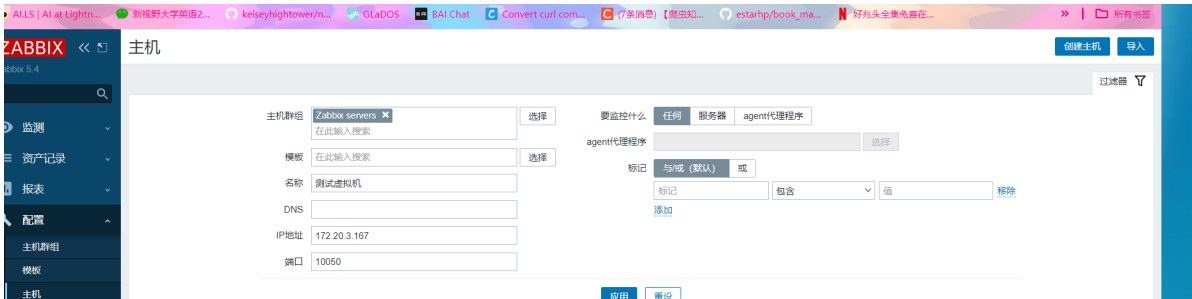 AI.LS | AI at Lightn... 新视野大学英语2... kelseyhightower/n... GLaDOS BAI Chat Convert curl com... (7条消息)【爬虫知... estarhp/book_ma... 好兆头全集免费在... » 所有书签
ZABBIX 主机 创建主机 导入
abbix 5.4
过滤器
主机群组 Zabbix servers 选择 要监控什么 任何 服务器 agent代理程序
在此输入搜索
监测
agent代理程序 选择
资产记录
模板 在此输入搜索 选择
标记 与/或 (默认) 或
报表
名称 测试虚拟机
标记 包含 值 移除
DNS
添加
配置
IP地址 172.20.3.167
主机群组
端口 10050
模板
主机
应用 重设